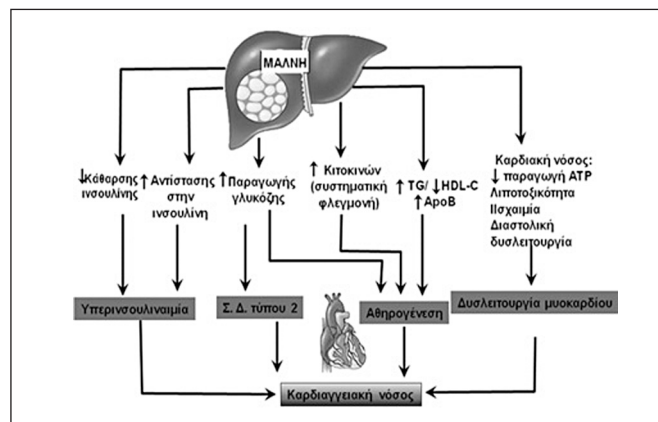 ΜΑΛΝΗ
↓Κάθαρσης
ινσουλίνης
↑ Αντίστασης
στην
ινσουλίνη
↑Παραγωγής
γλυκόζης
↑ Κιτοκινών
(συστηματική
φλεγμονή)
↑ TG/ ↓HDL-C
↑ApoB
Καρδιακή νόσος:
↓ παραγωγή ATP
Λιποτοξικότητα
Ισχαιμία
Διαστολική
δυσλειτουργία
Υπερινσουλιναιμία
Σ. Δ. τύπου 2
Αθηρογένεση
Δυσλειτουργία μυοκαρδίου
Καρδιαγγειακή νόσος